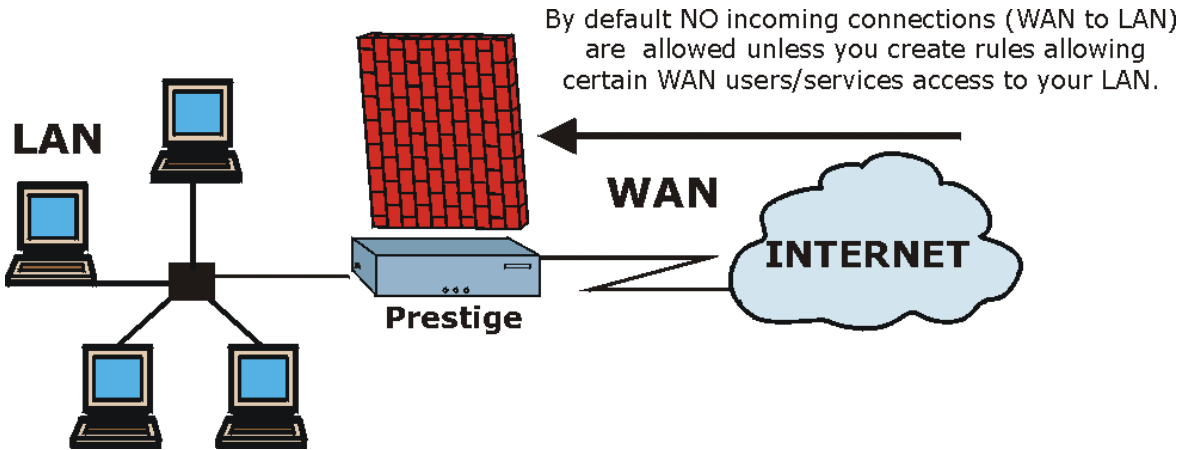 By default NO incoming connections (WAN to LAN)
are allowed unless you create rules allowing
certain WAN users/services access to your LAN.
LAN
WAN
INTERNET
Prestige